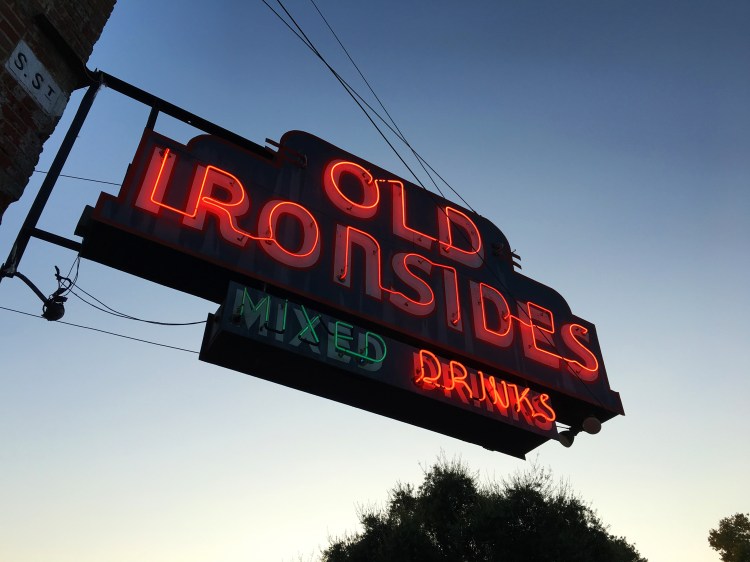 S. ST
OLD
IRONSIDES
MIXED DRINKS